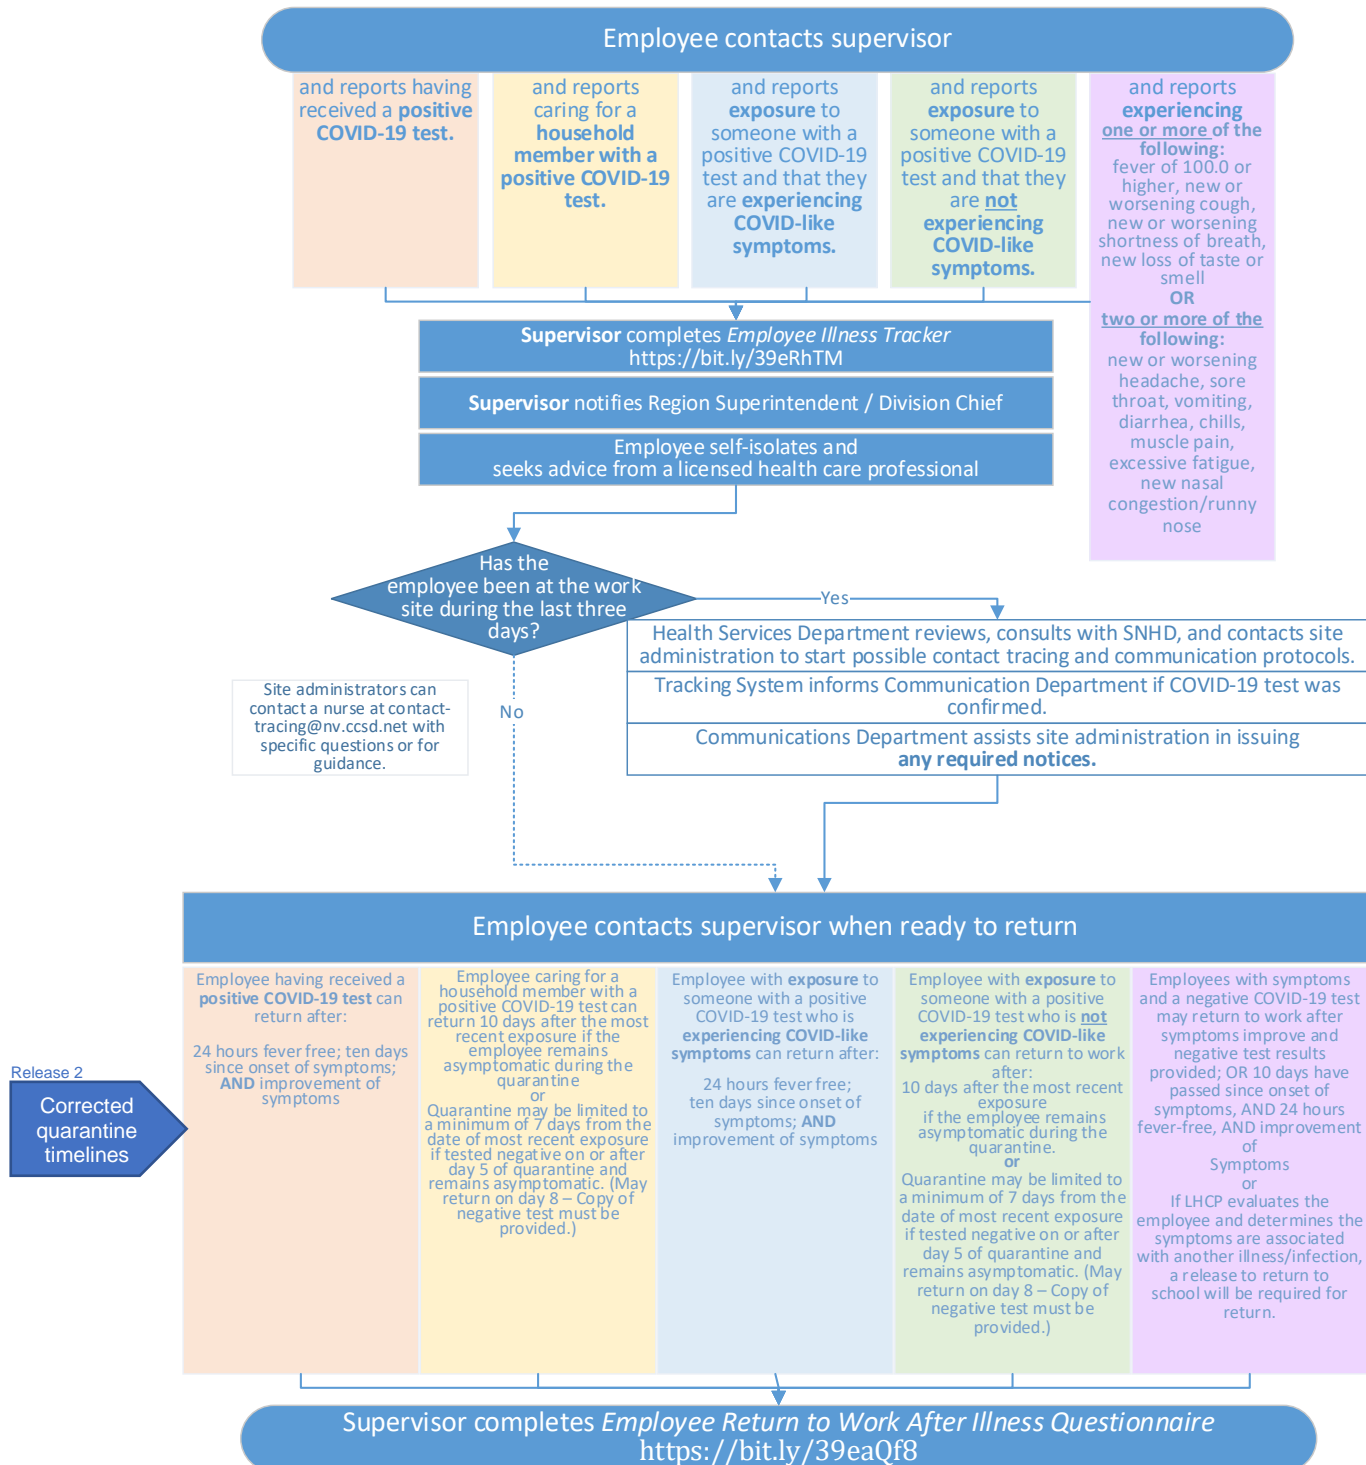 Employee contacts supervisor
and reports having
received a positive
COVID-19 test.
and reports
caring for a
household
member with a
positive COVID-19
test.
and reports
exposure to
someone with a
positive COVID-19
test and that they
are experiencing
COVID-like
symptoms.
and reports
exposure to
someone with a
positive COVID-19
test and that they
are not
experiencing
COVID-like
symptoms.
and reports
experiencing
one or more of the
following:
fever of 100.0 or
higher, new or
worsening cough,
new or worsening
shortness of breath,
new loss of taste or
smell
OR
two or more of the
following:
new or worsening
headache, sore
throat, vomiting,
diarrhea, chills,
muscle pain,
excessive fatigue,
new nasal
congestion/runny
nose
Supervisor completes Employee Illness Tracker
https://bit.ly/39eRhTM
Supervisor notifies Region Superintendent / Division Chief
Employee self-isolates and
seeks advice from a licensed health care professional
Has the
employee been at the work
site during the last three
days?
Yes
Health Services Department reviews, consults with SNHD, and contacts site
administration to start possible contact tracing and communication protocols.
Tracking System informs Communication Department if COVID-19 test was
confirmed.
Communications Department assists site administration in issuing
any required notices.
Site administrators can
contact a nurse at contact-
tracing@nv.ccsd.net with
specific questions or for
guidance.
No
Employee contacts supervisor when ready to return
Employee having received a
positive COVID-19 test can
return after:
24 hours fever free; ten days
since onset of symptoms;
AND improvement of
symptoms
Employee caring for a
household member with a
positive COVID-19 test can
return 10 days after the most
recent exposure if the
employee remains
asymptomatic during the
quarantine
or
Quarantine may be limited to
a minimum of 7 days from the
date of most recent exposure
if tested negative on or after
day 5 of quarantine and
remains asymptomatic. (May
return on day 8 – Copy of
negative test must be
provided.)
Employee with exposure to
someone with a positive
COVID-19 test who is
experiencing COVID-like
symptoms can return after:
24 hours fever free;
ten days since onset of
symptoms; AND
improvement of symptoms
Employee with exposure to
someone with a positive
COVID-19 test who is not
experiencing COVID-like
symptoms can return to work
after:
10 days after the most recent
exposure
if the employee remains
asymptomatic during the
quarantine.
or
Quarantine may be limited to
a minimum of 7 days from the
date of most recent exposure
if tested negative on or after
day 5 of quarantine and
remains asymptomatic. (May
return on day 8 – Copy of
negative test must be
provided.)
Employees with symptoms
and a negative COVID-19 test
may return to work after
symptoms improve and
negative test results
provided; OR 10 days have
passed since onset of
symptoms, AND 24 hours
fever-free, AND improvement
of
Symptoms
or
If LHCP evaluates the
employee and determines the
symptoms are associated
with another illness/infection,
a release to return to
school will be required for
return.
Release 2
Corrected
quarantine
timelines
Supervisor completes Employee Return to Work After Illness Questionnaire
https://bit.ly/39eaQf8